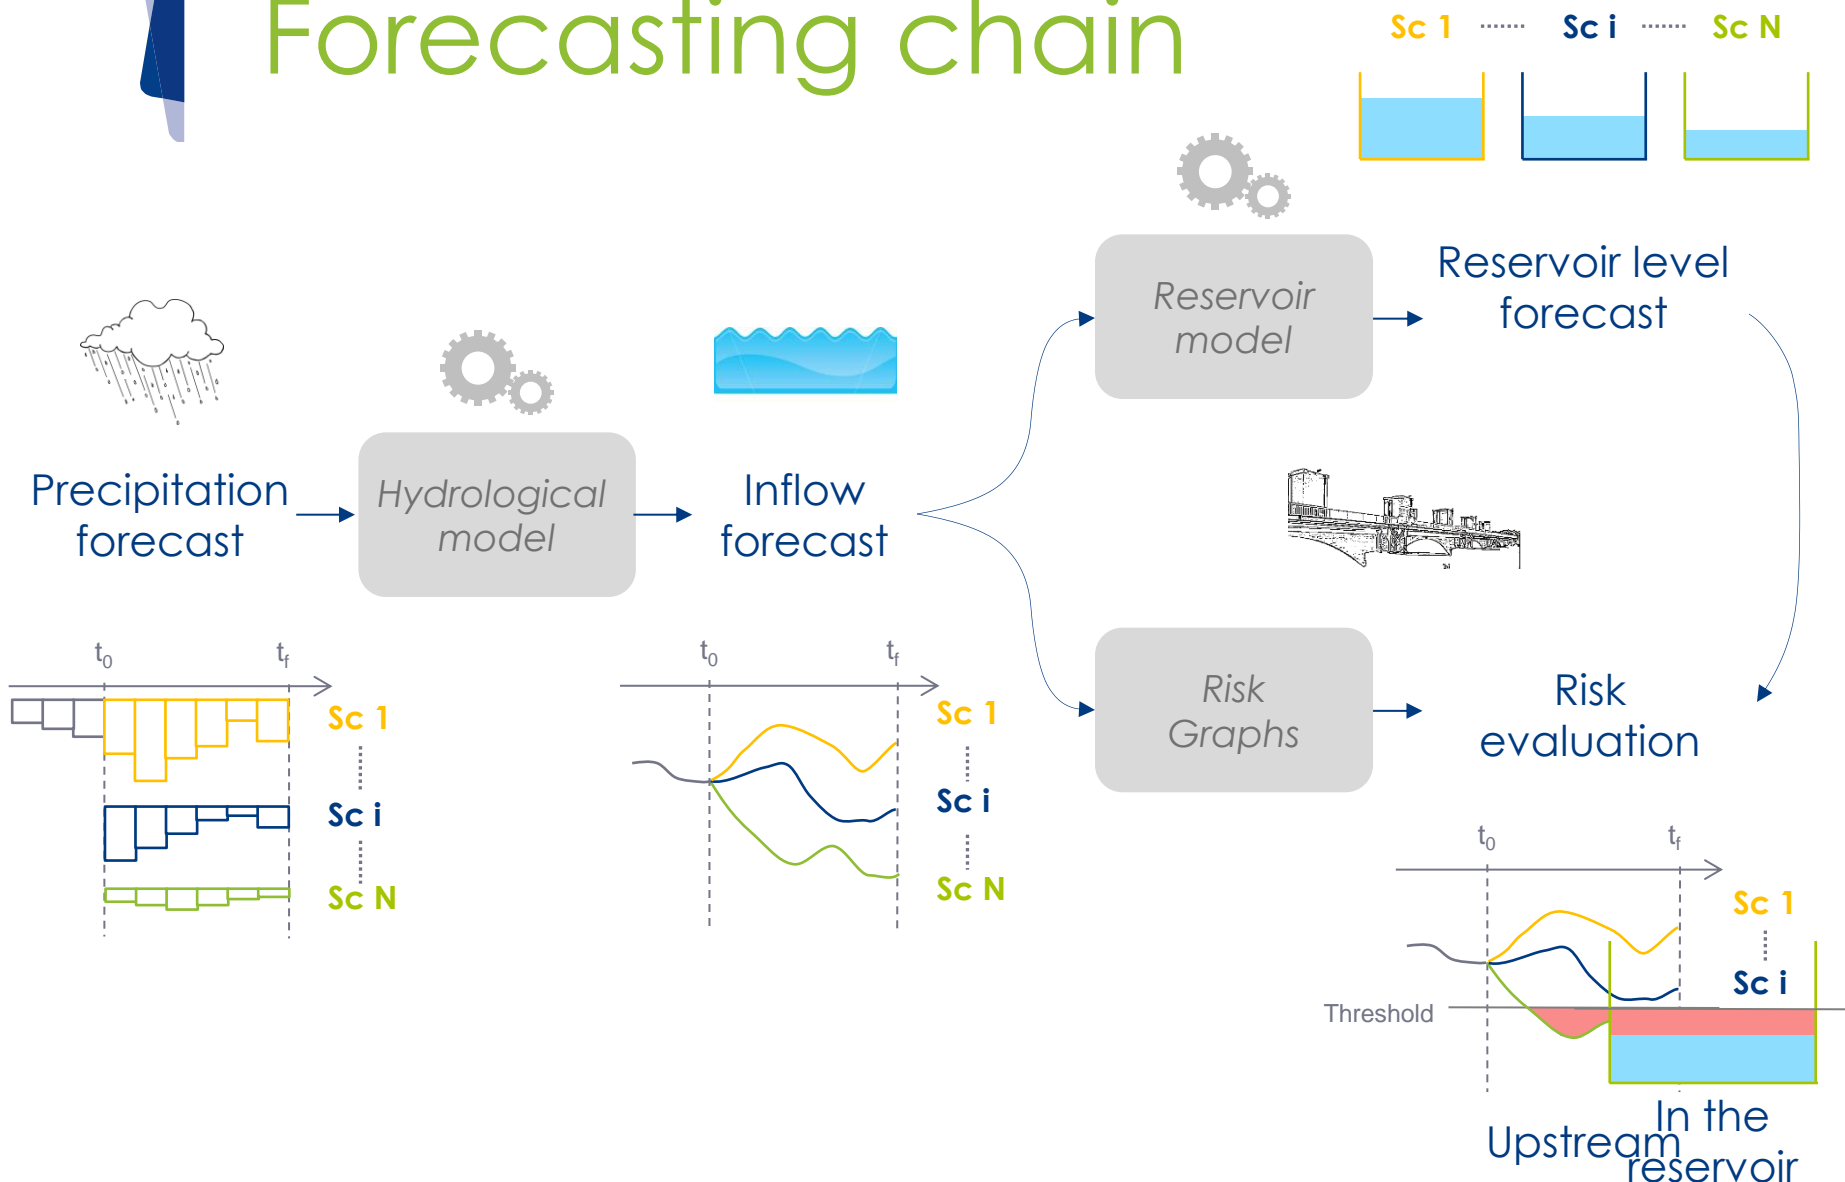 Forecasting chain
Sc 1 ········ Sc i ········ Sc N
Reservoir
model
Reservoir level
forecast
Precipitation
forecast
Hydrological
model
Inflow
forecast
t0
tf
Sc 1
Sc i
Sc N
t0
tf
Sc 1
Sc i
Sc N
Risk
Graphs
Risk
evaluation
t0
tf
Sc 1
Sc i
Threshold
Upstream
In the
reservoir